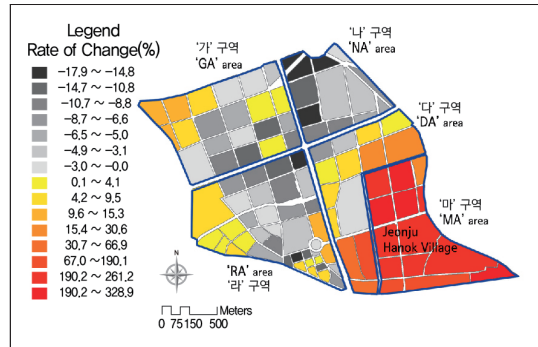 Legend
Rate of Change(%)
-17.9 ~ -14.8
-14.7 ~ -10.8
-10.7 ~ -8.8
-8.7 ~ -6.6
-6.5 ~ -5.0
-4.9 ~ -3.1
-3.0 ~ -0.0
0.1 ~ 4.1
4.2 ~ 9.5
9.6 ~ 15.3
15.4 ~ 30.6
30.7 ~ 66.9
67.0 ~190.1
190.2 ~ 261.2
190.2 ~ 328.9
'가' 구역
'GA' area
'나' 구역
'NA' area
'다' 구역
'DA' area
'마' 구역
'MA' area
Jeonju
Hanok Village
'RA' area
'라' 구역
N
Meters
0 75150 500